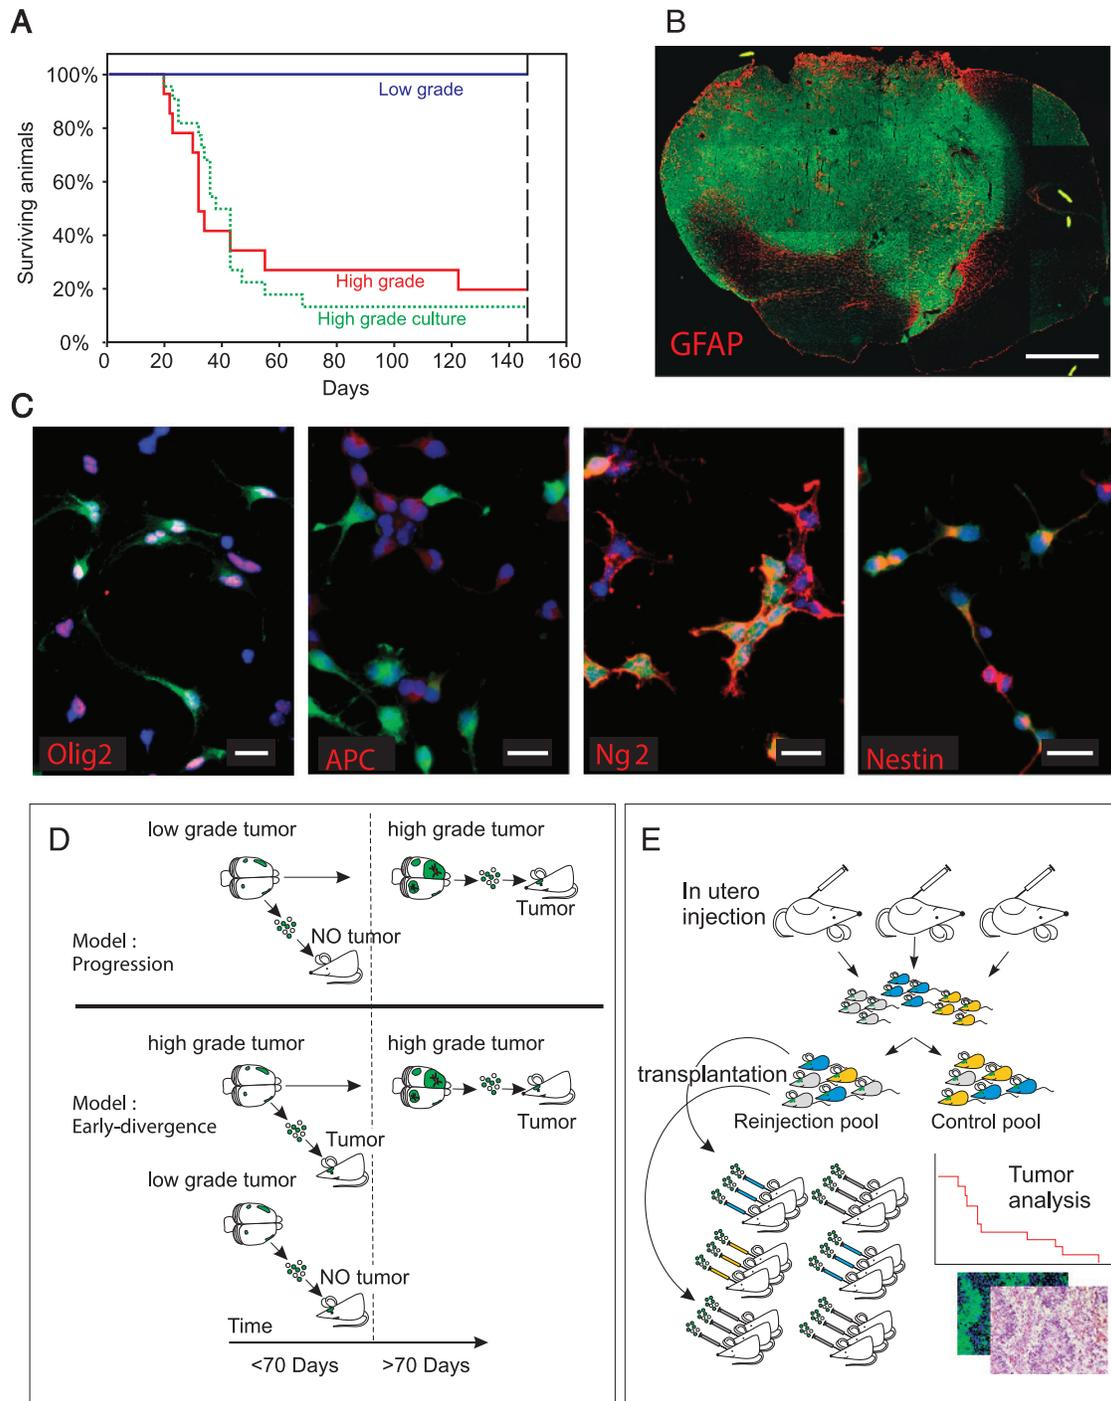 A
100%
80%
60%
40%
20%
0%
Surviving animals
Low grade
High grade
High grade culture
0 20 40 60 80 100 120 140 160
Days
B
GFAP
C
Olig2
APC
Ng2
Nestin
D
low grade tumor
high grade tumor
Tumor
NO tumor
Model :
Progression
high grade tumor
high grade tumor
Model :
Early-divergence
Tumor
Tumor
low grade tumor
NO tumor
Time
<70 Days
>70 Days
E
In utero
injection
transplantation
Reinjection pool
Control pool
Tumor
analysis